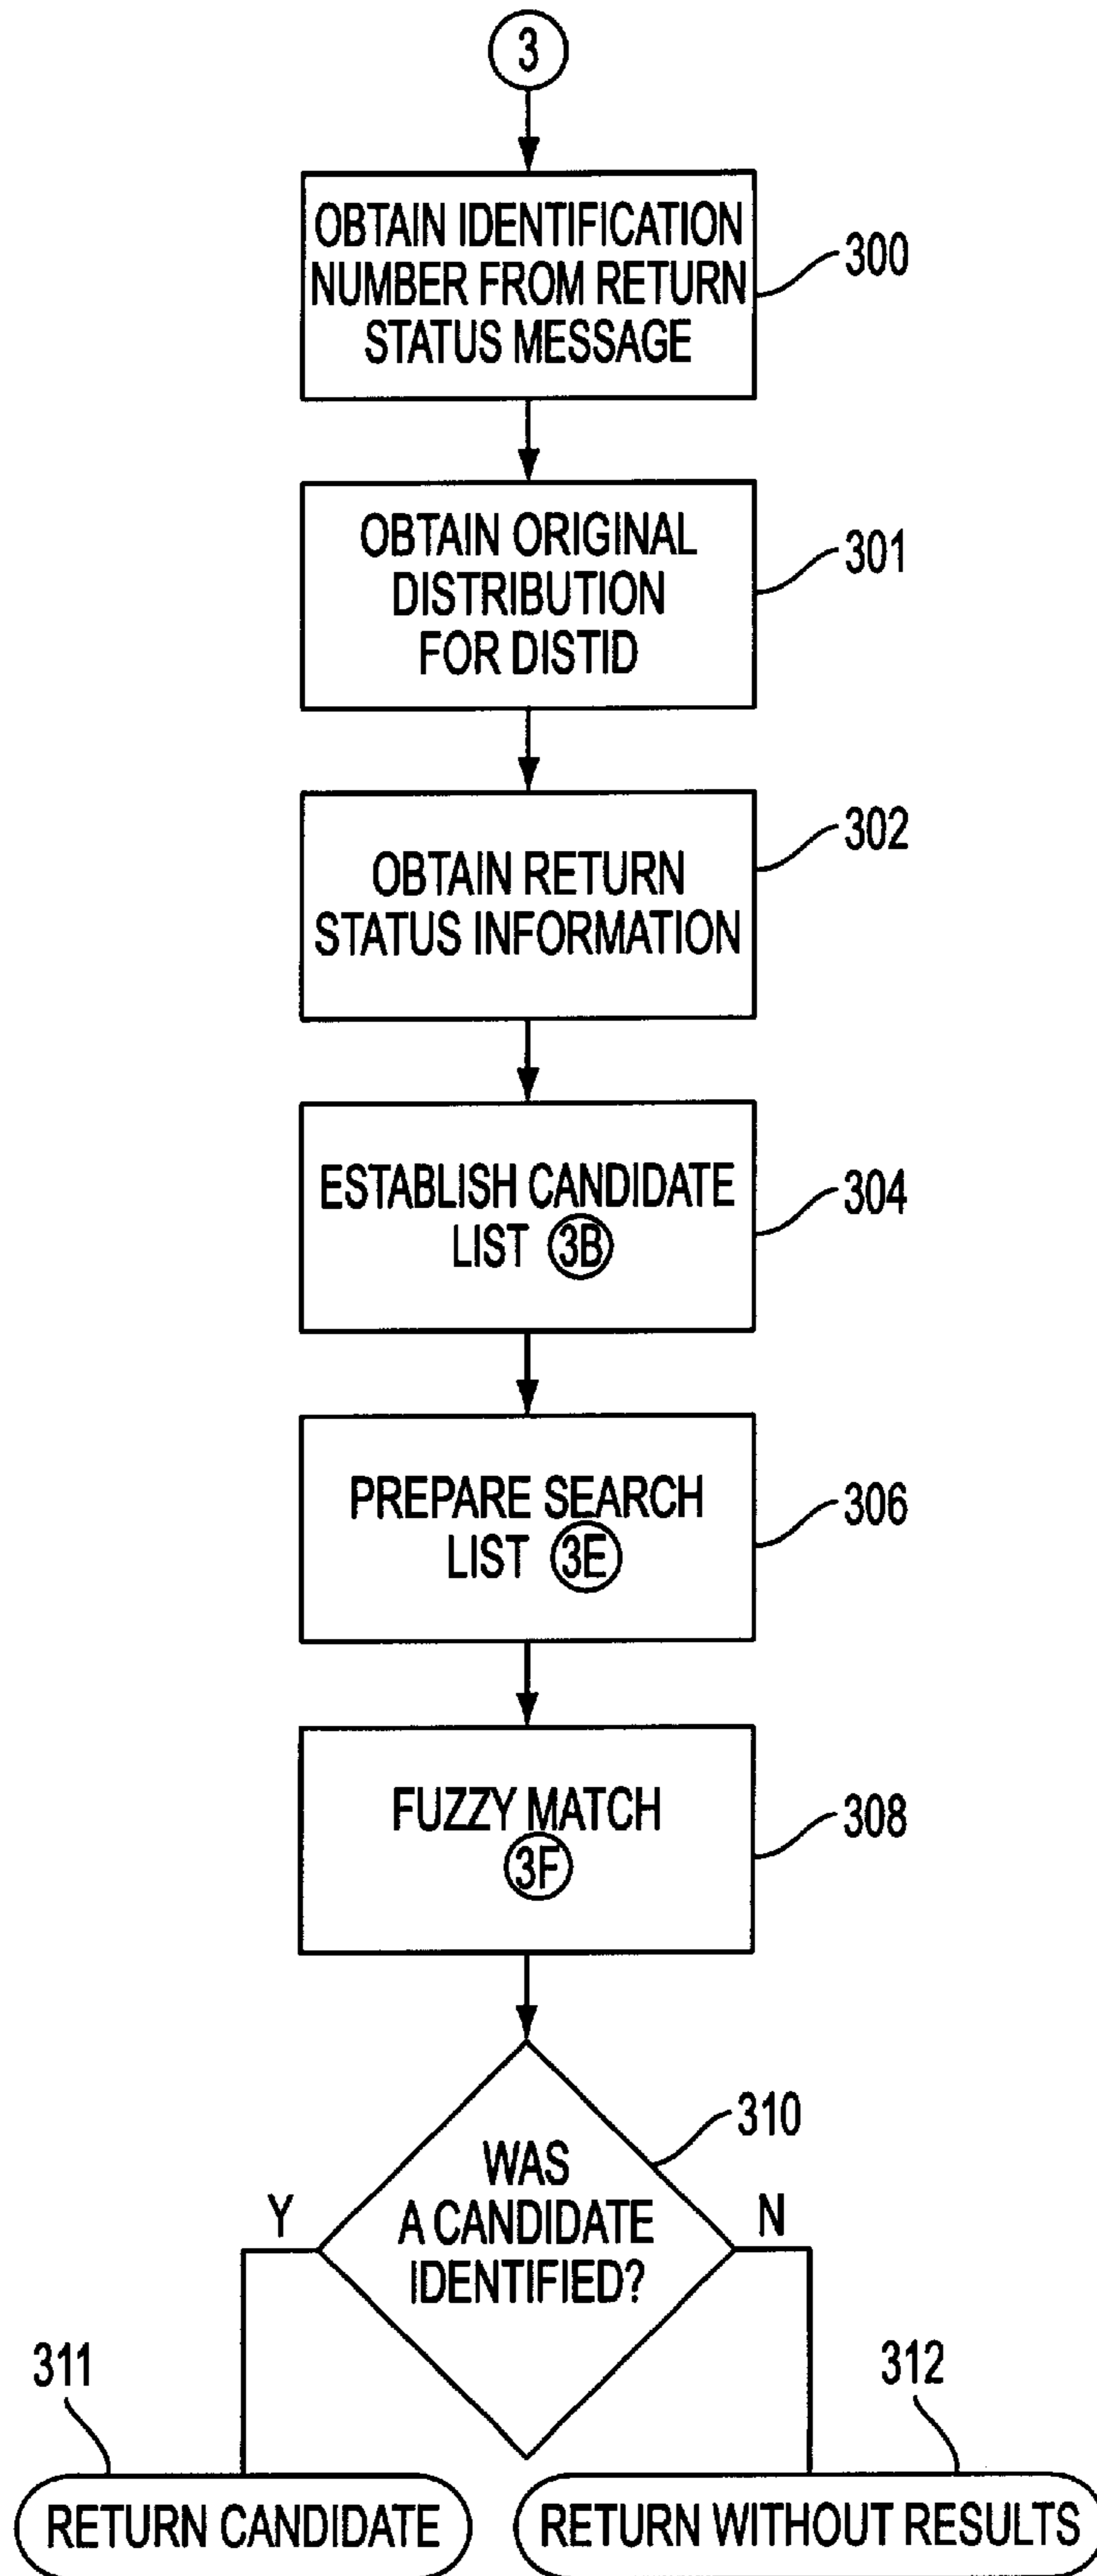 3
OBTAIN IDENTIFICATION
NUMBER FROM RETURN
STATUS MESSAGE
300
OBTAIN ORIGINAL
DISTRIBUTION
FOR DISTID
301
OBTAIN RETURN
STATUS INFORMATION
302
ESTABLISH CANDIDATE
LIST 3B
304
PREPARE SEARCH
LIST 3E
306
FUZZY MATCH
3F
308
WAS
A CANDIDATE
IDENTIFIED?
310
Y
N
311
RETURN CANDIDATE
312
RETURN WITHOUT RESULTS